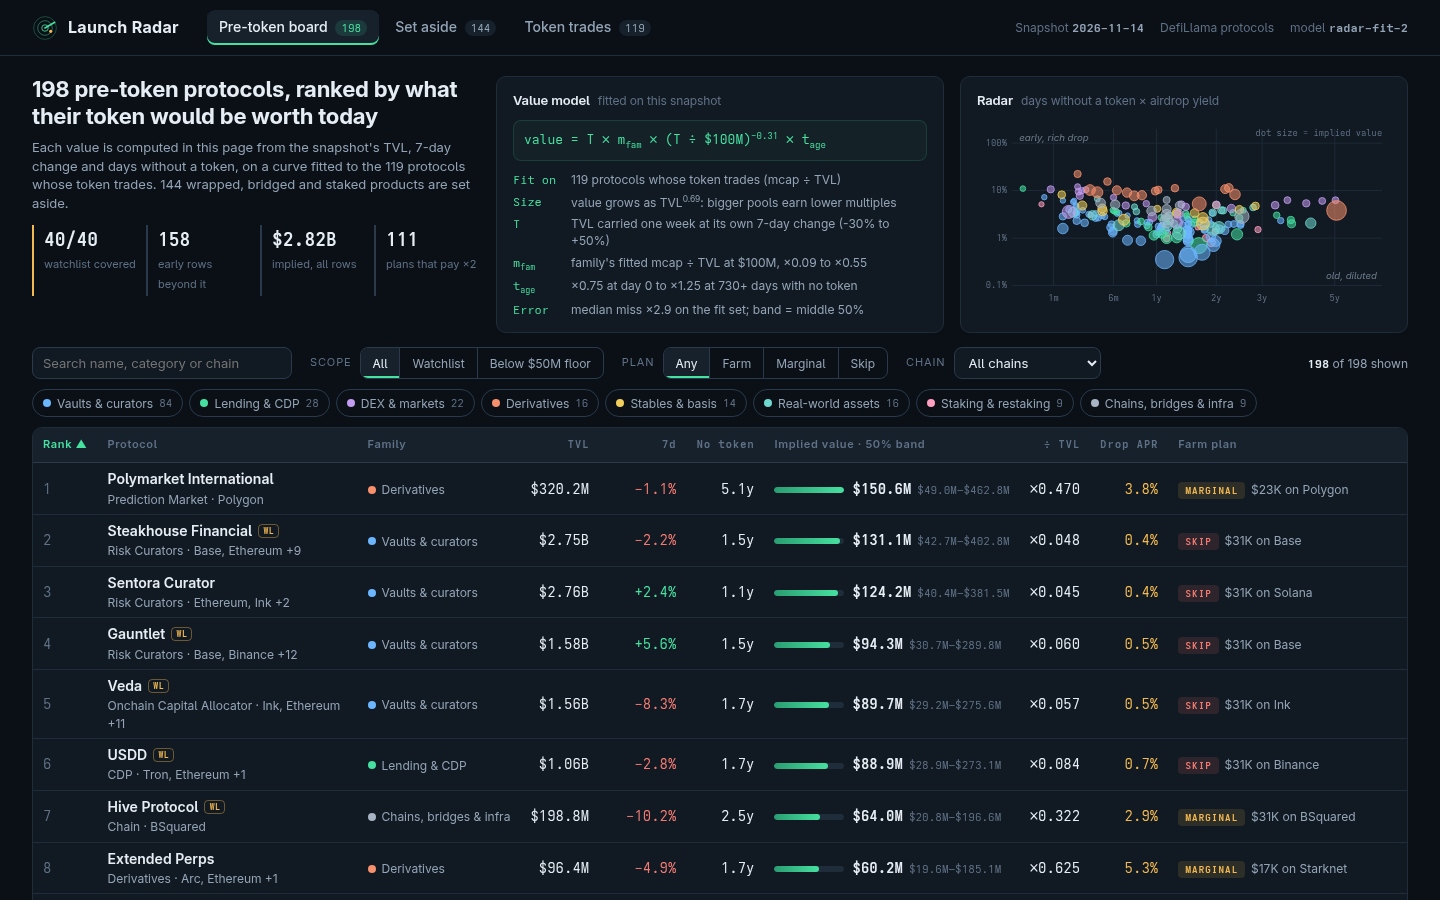 Launch Radar
Pre-token board 198
Set aside 144
Token trades 119
Snapshot 2026-11-14 DefiLlama protocols model radar-fit-2
198 pre-token protocols, ranked by what
their token would be worth today
Each value is computed in this page from the snapshot's TVL, 7-day
change and days without a token, on a curve fitted to the 119 protocols
whose token trades. 144 wrapped, bridged and staked products are set
aside.
40/40 158 $2.82B 111
watchlist covered early rows implied, all rows plans that pay ×2
beyond it
Value model fitted on this snapshot
value = T × mfam × (T ÷ $100M)−0.31 × tage
Fit on 119 protocols whose token trades (mcap ÷ TVL)
Size value grows as TVL0.69: bigger pools earn lower multiples
T TVL carried one week at its own 7-day change (-30% to
+50%)
mfam family's fitted mcap ÷ TVL at $100M, ×0.09 to ×0.55
tage ×0.75 at day 0 to ×1.25 at 730+ days with no token
Error median miss ×2.9 on the fit set; band = middle 50%
Radar days without a token × airdrop yield
early, rich drop
dot size = implied value
100%
10%
1%
0.1%
old, diluted
1m 6m 1y 2y 3y 5y
Search name, category or chain
SCOPE All Watchlist Below $50M floor
PLAN Any Farm Marginal Skip
CHAIN All chains
198 of 198 shown
Vaults & curators 84
Lending & CDP 28
DEX & markets 22
Derivatives 16
Stables & basis 14
Real-world assets 16
Staking & restaking 9
Chains, bridges & infra 9
Rank ▲ Protocol Family TVL 7d No token Implied value · 50% band ÷ TVL Drop APR Farm plan
1 Polymarket International Derivatives $320.2M −1.1% 5.1y $150.6M $49.0M–$462.8M ×0.470 3.8% MARGINAL $23K on Polygon
Prediction Market · Polygon
2 Steakhouse Financial WL Vaults & curators $2.75B −2.2% 1.5y $131.1M $42.7M–$402.8M ×0.048 0.4% SKIP $31K on Base
Risk Curators · Base, Ethereum +9
3 Sentora Curator Vaults & curators $2.76B +2.4% 1.1y $124.2M $40.4M–$381.5M ×0.045 0.4% SKIP $31K on Solana
Risk Curators · Ethereum, Ink +2
4 Gauntlet WL Vaults & curators $1.58B +5.6% 1.5y $94.3M $30.7M–$289.8M ×0.060 0.5% SKIP $31K on Base
Risk Curators · Base, Binance +12
5 Veda WL Vaults & curators $1.56B −8.3% 1.7y $89.7M $29.2M–$275.6M ×0.057 0.5% SKIP $31K on Ink
Onchain Capital Allocator · Ink, Ethereum
+11
6 USDD WL Lending & CDP $1.06B −2.8% 1.7y $88.9M $28.9M–$273.1M ×0.084 0.7% SKIP $31K on Binance
CDP · Tron, Ethereum +1
7 Hive Protocol WL Chains, bridges & infra $198.8M −10.2% 2.5y $64.0M $20.8M–$196.6M ×0.322 2.9% MARGINAL $31K on BSquared
Chain · BSquared
8 Extended Perps Derivatives $96.4M −4.9% 1.7y $60.2M $19.6M–$185.1M ×0.625 5.3% MARGINAL $17K on Starknet
Derivatives · Arc, Ethereum +1